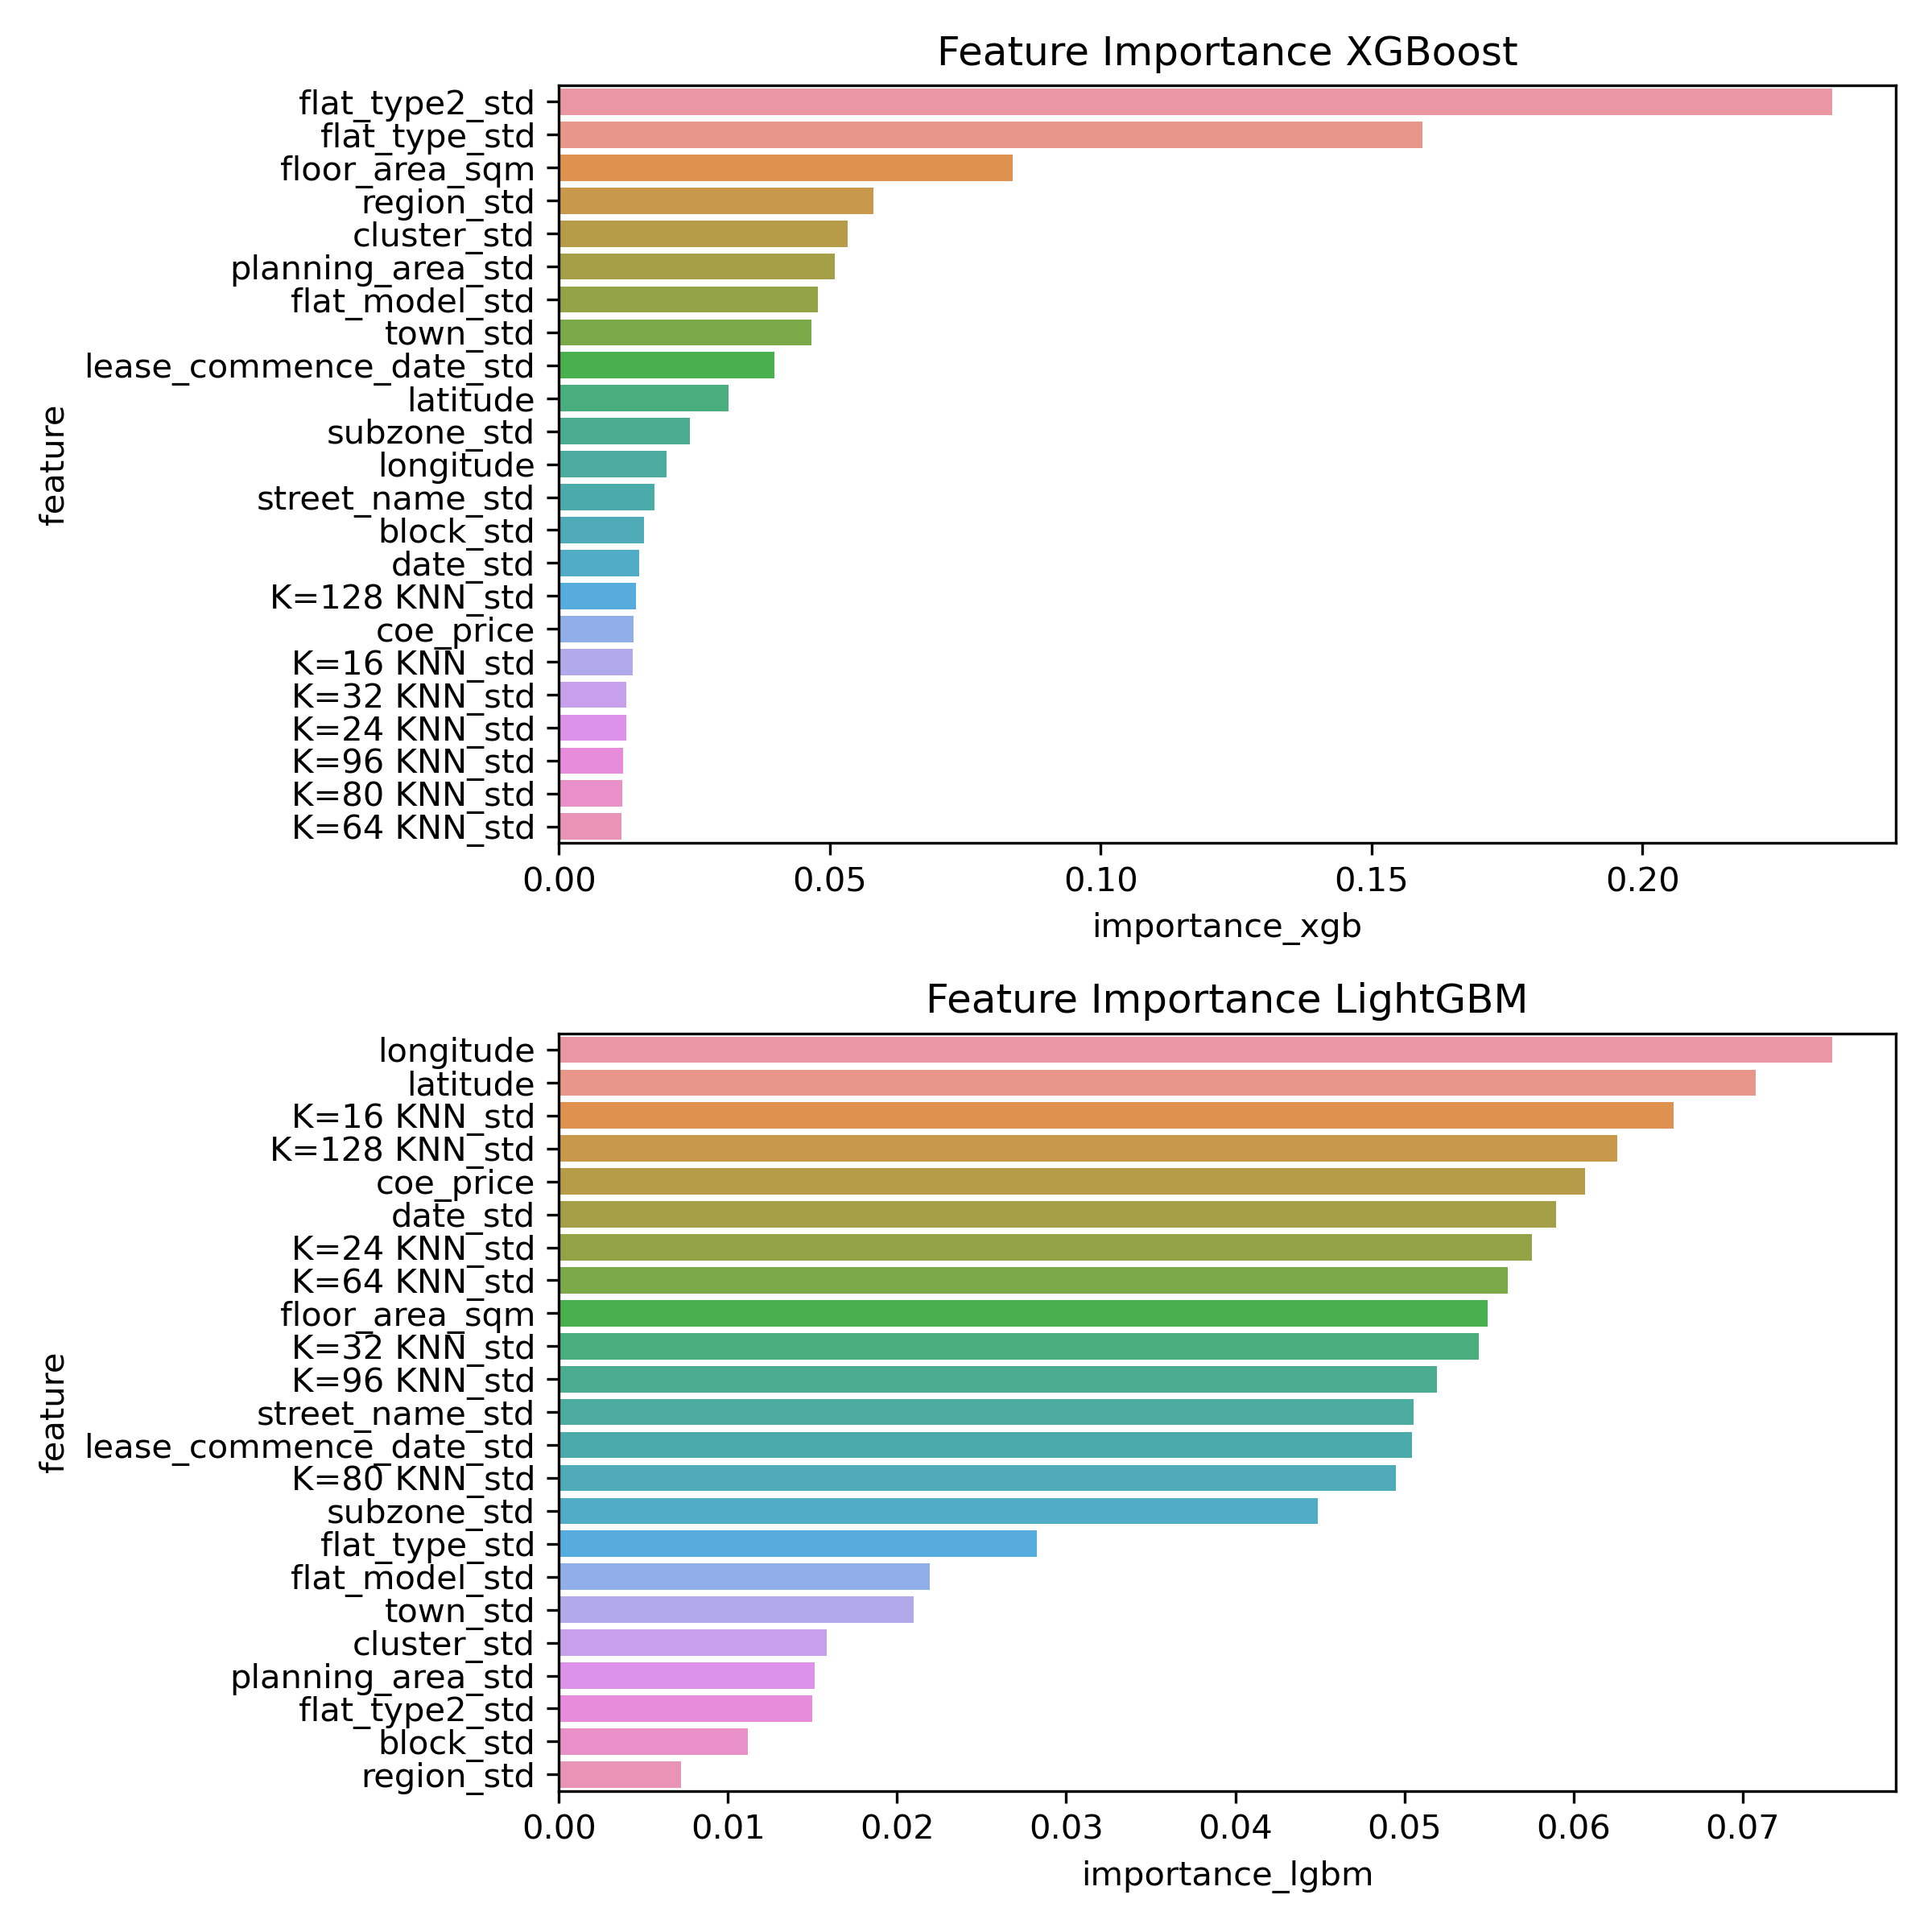 Feature Importance XGBoost
feature
flat_type2_std
flat_type_std
floor_area_sqm
region_std
cluster_std
planning_area_std
flat_model_std
town_std
lease_commence_date_std
latitude
subzone_std
longitude
street_name_std
block_std
date_std
K=128 KNN_std
coe_price
K=16 KNN_std
K=32 KNN_std
K=24 KNN_std
K=96 KNN_std
K=80 KNN_std
K=64 KNN_std
0.00 0.05 0.10 0.15 0.20
importance_xgb
Feature Importance LightGBM
feature
longitude
latitude
K=16 KNN_std
K=128 KNN_std
coe_price
date_std
K=24 KNN_std
K=64 KNN_std
floor_area_sqm
K=32 KNN_std
K=96 KNN_std
street_name_std
lease_commence_date_std
K=80 KNN_std
subzone_std
flat_type_std
flat_model_std
town_std
cluster_std
planning_area_std
flat_type2_std
block_std
region_std
0.00 0.01 0.02 0.03 0.04 0.05 0.06 0.07
importance_lgbm